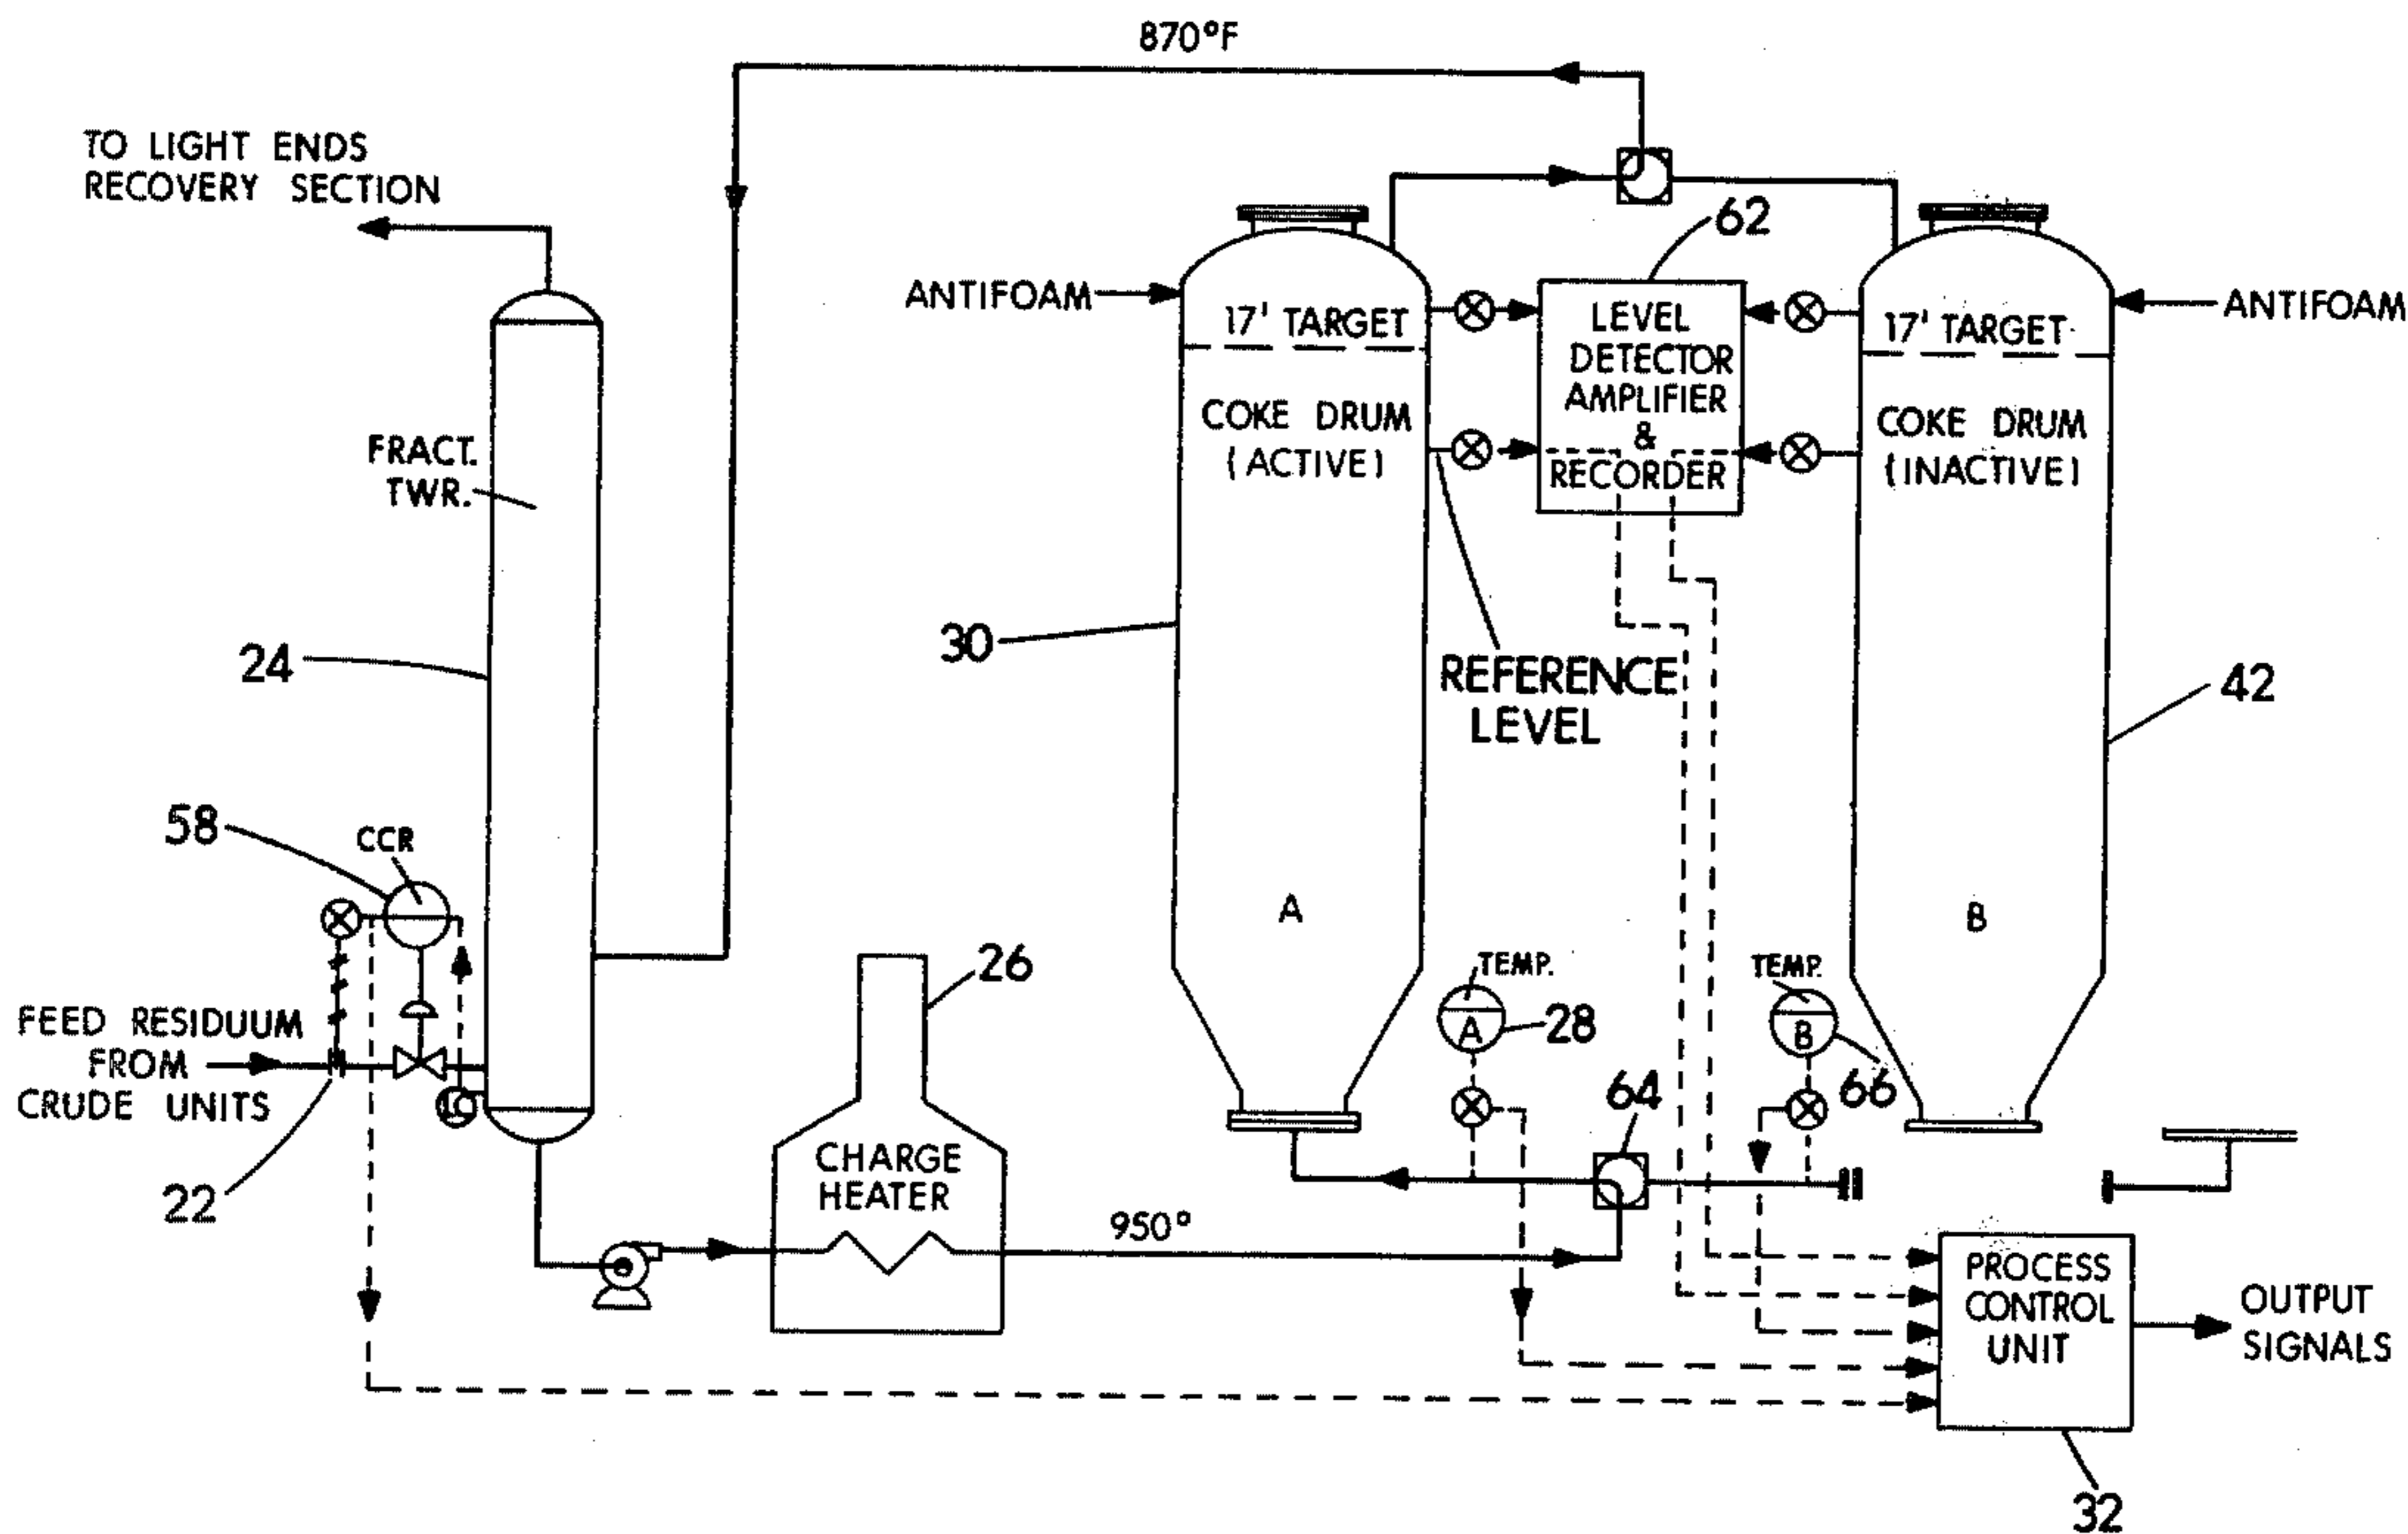 870°F
TO LIGHT ENDS
RECOVERY SECTION
62
ANTIFOAM
17' TARGET
LEVEL
DETECTOR
AMPLIFIER
&
RECORDER
17' TARGET
ANTIFOAM
COKE DRUM
(ACTIVE)
COKE DRUM
(INACTIVE)
FRACT.
TWR.
24
30
REFERENCE
LEVEL
42
58
CCR
A
B
26
TEMP.
A
28
TEMP.
B
66
FEED RESIDUUM
FROM
CRUDE UNITS
LC
22
64
CHARGE
HEATER
950°
PROCESS
CONTROL
UNIT
OUTPUT
SIGNALS
32